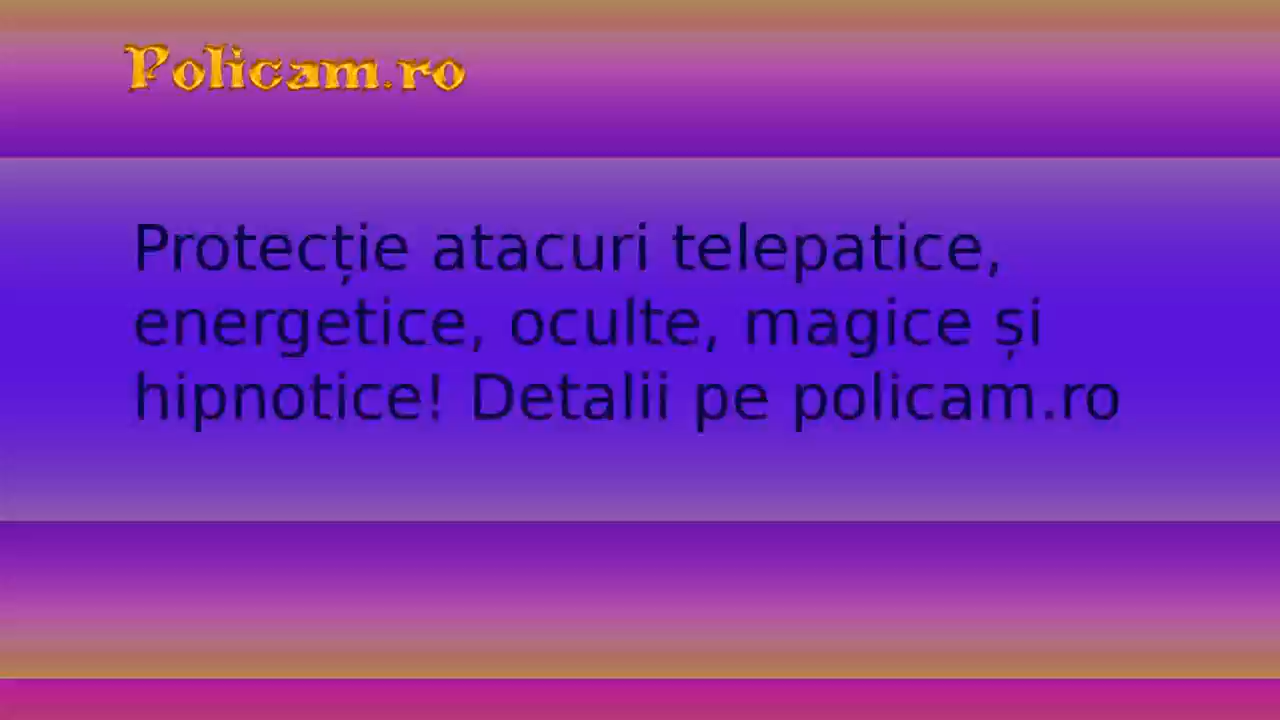 Policam.ro
Protecție atacuri telepatice,
energetice, oculte, magice și
hipnotice! Detalii pe policam.ro